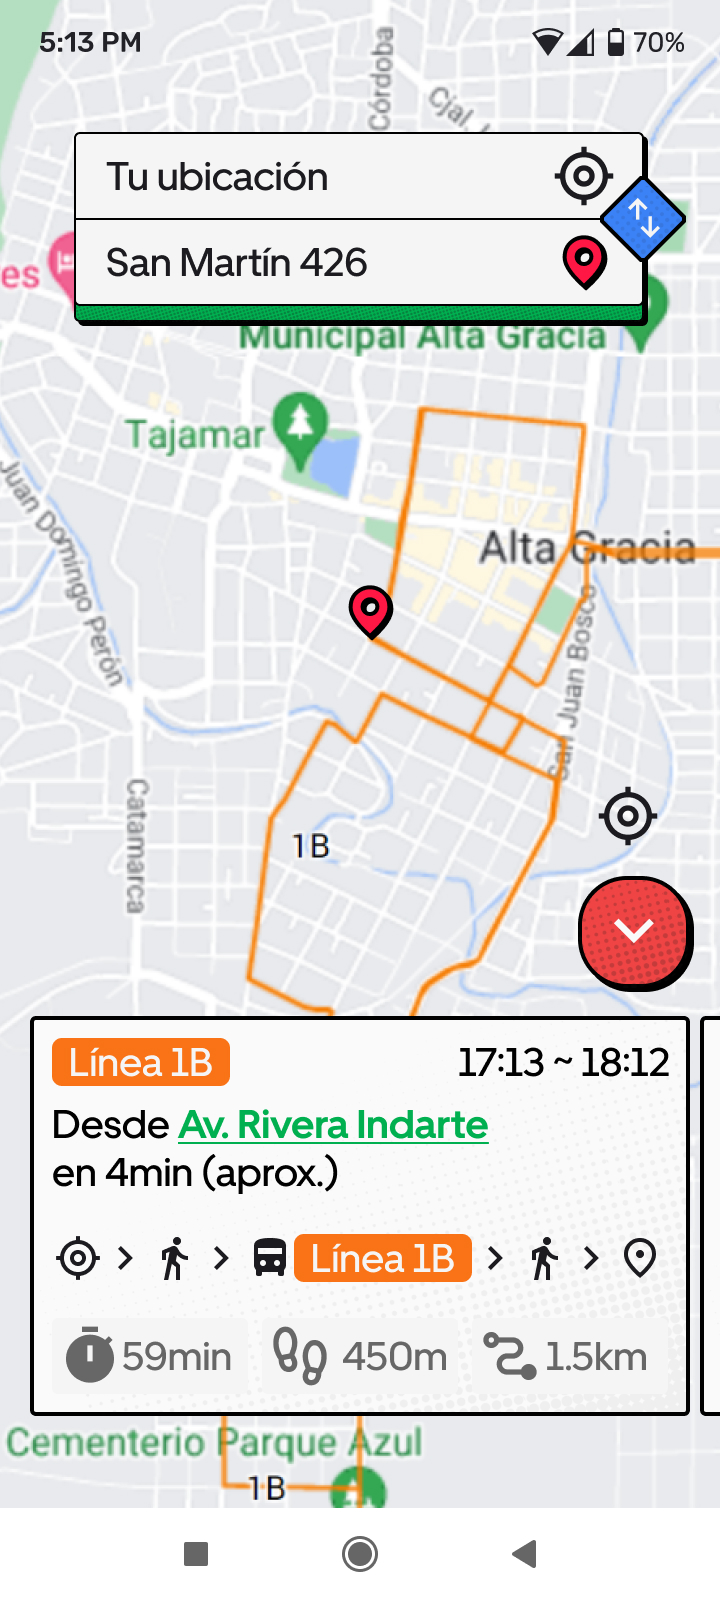 5:13 PM
70%
Córdoba
Cjal.
Tu ubicación
San Martín 426
es
Municipal Alta Gracia
Tajamar
Juan Domingo Perón
Alta Gracia
San Juan Bosco
Catamarca
1B
Línea 1B
17:13 ~ 18:12
Desde Av. Rivera Indarte
en 4min (aprox.)
Línea 1B
59min
450m
1.5km
Cementerio Parque Azul
1B